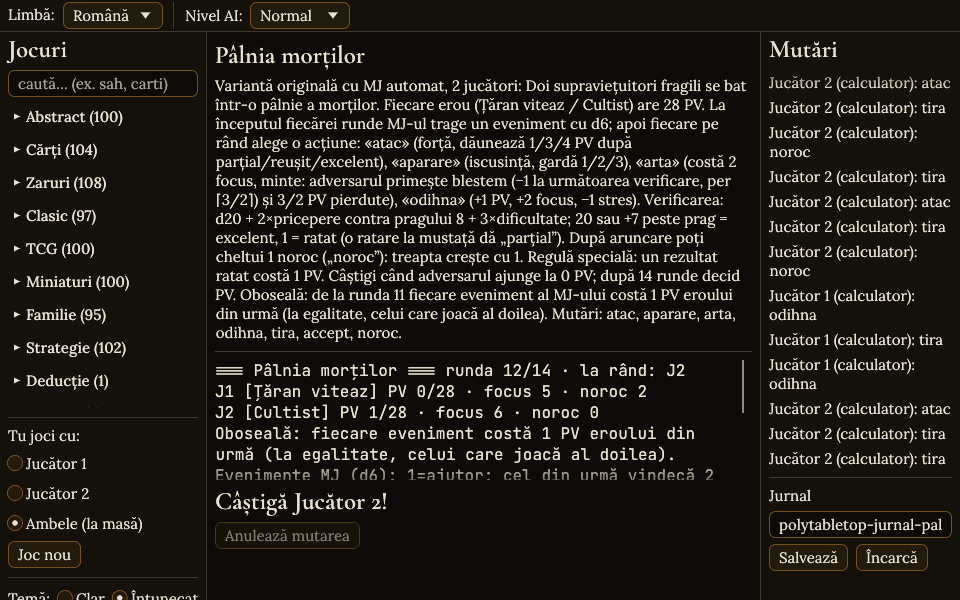 Limbă:
Română
Nivel AI:
Normal
Jocuri
caută... (ex. sah, carti)
Abstract (100)
Cărți (104)
Zaruri (108)
Clasic (97)
TCG (100)
Miniaturi (100)
Familie (95)
Strategie (102)
Deducție (1)
Tu joci cu:
Jucător 1
Jucător 2
Ambele (la masă)
Joc nou
Temă: Clar Întunecat
Pâlnia morților
Variantă originală cu MJ automat, 2 jucători: Doi supraviețuitori fragili se bat
într-o pâlnie a morților. Fiecare erou (Țăran viteaz / Cultist) are 28 PV. La
începutul fiecărei runde MJ-ul trage un eveniment cu d6; apoi fiecare pe
rând alege o acțiune: «atac» (forță, dăunează 1/3/4 PV după
parțial/reușit/excelent), «aparare» (iscusință, gardă 1/2/3), «arta» (costă 2
focus, minte: adversarul primește blestem (−1 la următoarea verificare, per
⌈3/2⌉) și 3/2 PV pierdute), «odihna» (+1 PV, +2 focus, −1 stres). Verificarea:
d20 + 2×pricepere contra pragului 8 + 3×dificultate; 20 sau +7 peste prag =
excelent, 1 = ratat (o ratare la mustață dă „parțial”). După aruncare poți
cheltui 1 noroc („noroc”): treapta crește cu 1. Regulă specială: un rezultat
ratat costă 1 PV. Câștigi când adversarul ajunge la 0 PV; după 14 runde decid
PV. Oboseală: de la runda 11 fiecare eveniment al MJ-ului costă 1 PV eroului
din urmă (la egalitate, celui care joacă al doilea). Mutări: atac, aparare, arta,
odihna, tira, accept, noroc.
═══ Pâlnia morților ═══ runda 12/14 · la rând: J2
J1 [Țăran viteaz] PV 0/28 · focus 5 · noroc 2
J2 [Cultist] PV 1/28 · focus 6 · noroc 0
Oboseală: fiecare eveniment costă 1 PV eroului din
urmă (la egalitate, celui care joacă al doilea).
Evenimente MJ (d6): 1=ajutor: cel din urmă vindecă 2
Câștigă Jucător 2!
Anulează mutarea
Mutări
Jucător 2 (calculator): atac
Jucător 2 (calculator): tira
Jucător 2 (calculator):
noroc
Jucător 2 (calculator): tira
Jucător 2 (calculator): atac
Jucător 2 (calculator): tira
Jucător 2 (calculator):
noroc
Jucător 1 (calculator):
odihna
Jucător 1 (calculator): tira
Jucător 1 (calculator):
odihna
Jucător 2 (calculator): atac
Jucător 2 (calculator): tira
Jucător 2 (calculator): tira
Jurnal
polytabletop-jurnal-pal
Salvează
Încarcă